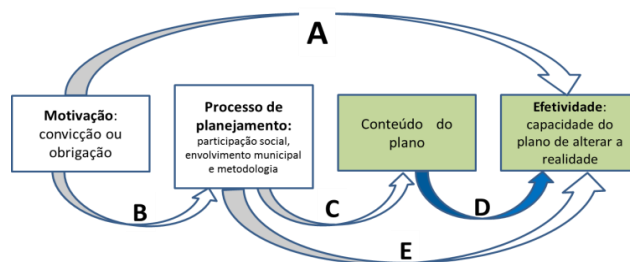 A
Motivação:
convicção ou
obrigação
Processo de
planejamento:
participação social,
envolvimento municipal
e metodologia
Conteúdo do
plano
Efetividade:
capacidade do
plano de alterar a
realidade
B
C
D
E